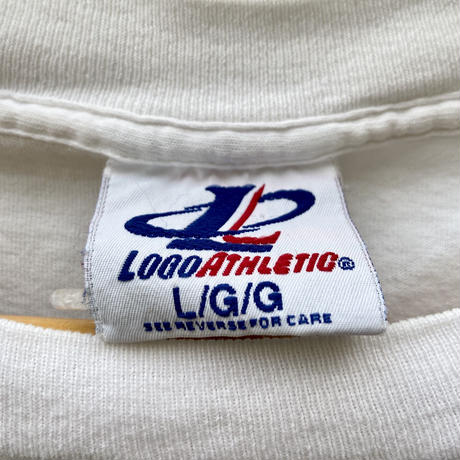 LOGOATHLETIC®
L/G/G
SEE REVERSE FOR CARE